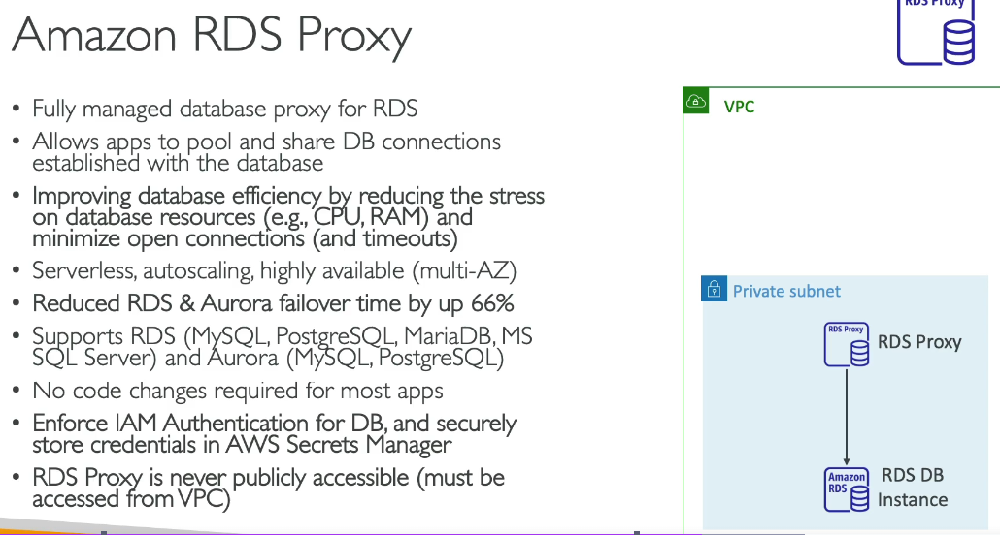 Amazon RDS Proxy
RDS Proxy
• Fully managed database proxy for RDS
• Allows apps to pool and share DB connections
established with the database
• Improving database efficiency by reducing the stress
on database resources (e.g., CPU, RAM) and
minimize open connections (and timeouts)
• Serverless, autoscaling, highly available (multi-AZ)
• Reduced RDS & Aurora failover time by up 66%
• Supports RDS (MySQL, PostgreSQL, MariaDB, MS
SQL Server) and Aurora (MySQL, PostgreSQL)
• No code changes required for most apps
• Enforce IAM Authentication for DB, and securely
store credentials in AWS Secrets Manager
• RDS Proxy is never publicly accessible (must be
accessed from VPC)
VPC
Private subnet
RDS Proxy
RDS Proxy
Amazon
RDS
RDS DB
Instance